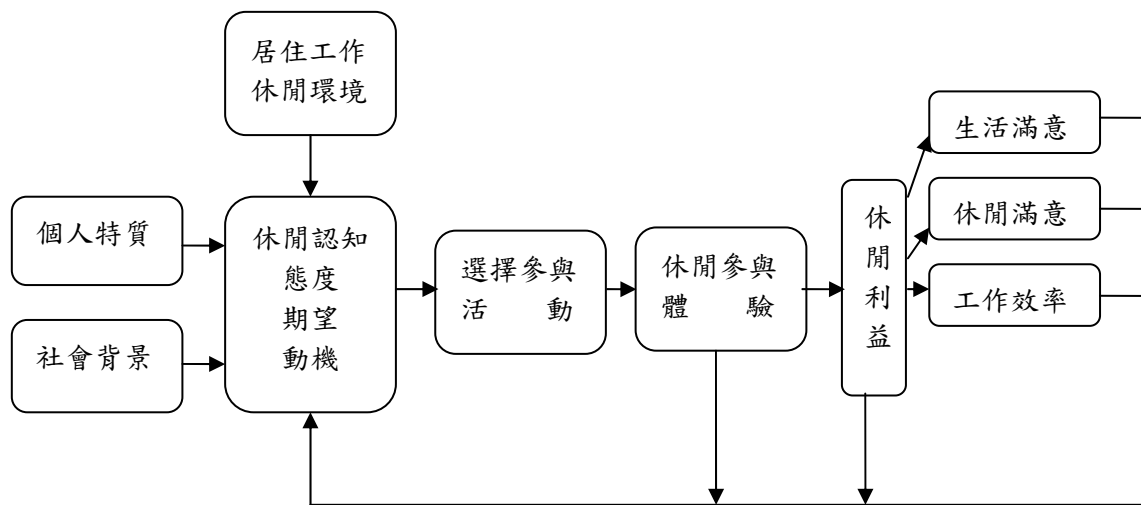 居住工作
休閒環境
個人特質
社會背景
休閒認知
態度
期望
動機
選擇參與
活 動
休閒參與
體 驗
休
閒
利
益
生活滿意
休閒滿意
工作效率